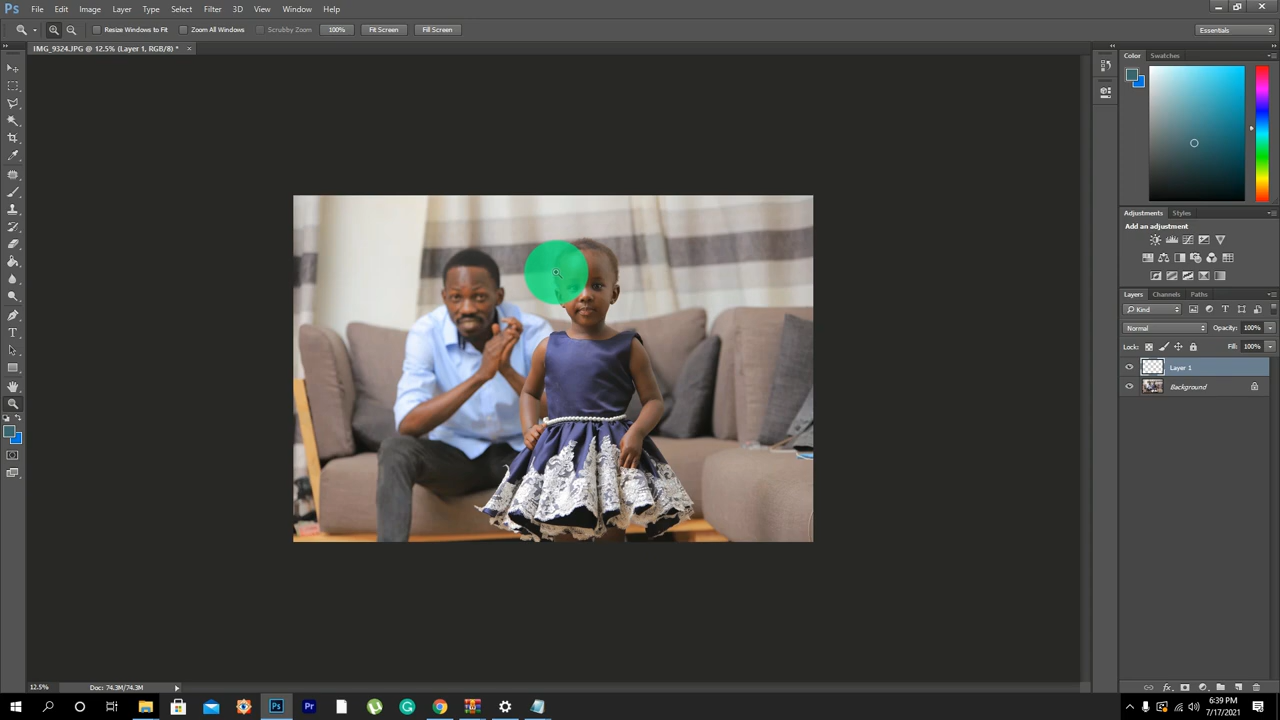 Ps File Edit Image Layer Type Select Filter 3D View Window Help
Resize Windows to Fit Zoom All Windows Scrubby Zoom 100% Fit Screen Fill Screen Essentials
IMG_9324.JPG @ 12.5% (Layer 1, RGB/8) *
Color Swatches
Adjustments Styles
Add an adjustment
Layers Channels Paths
Kind
Normal Opacity: 100%
Lock: Fill: 100%
Layer 1
Background
12.5% Doc: 74.3M/74.3M
Ps Pr
6:39 PM
7/17/2021